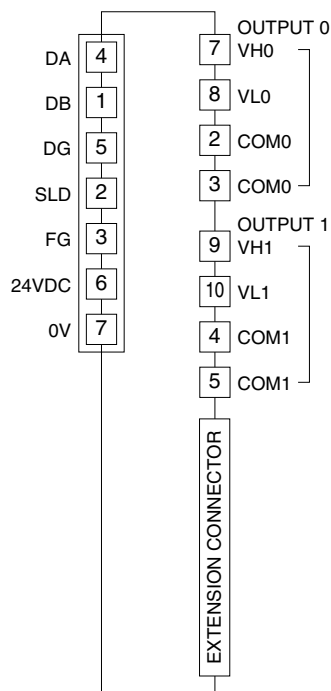 DA 4
DB 1
DG 5
SLD 2
FG 3
24VDC 6
0V 7
OUTPUT 0
7 VH0
8 VL0
2 COM0
3 COM0
OUTPUT 1
9 VH1
10 VL1
4 COM1
5 COM1
EXTENSION CONNECTOR